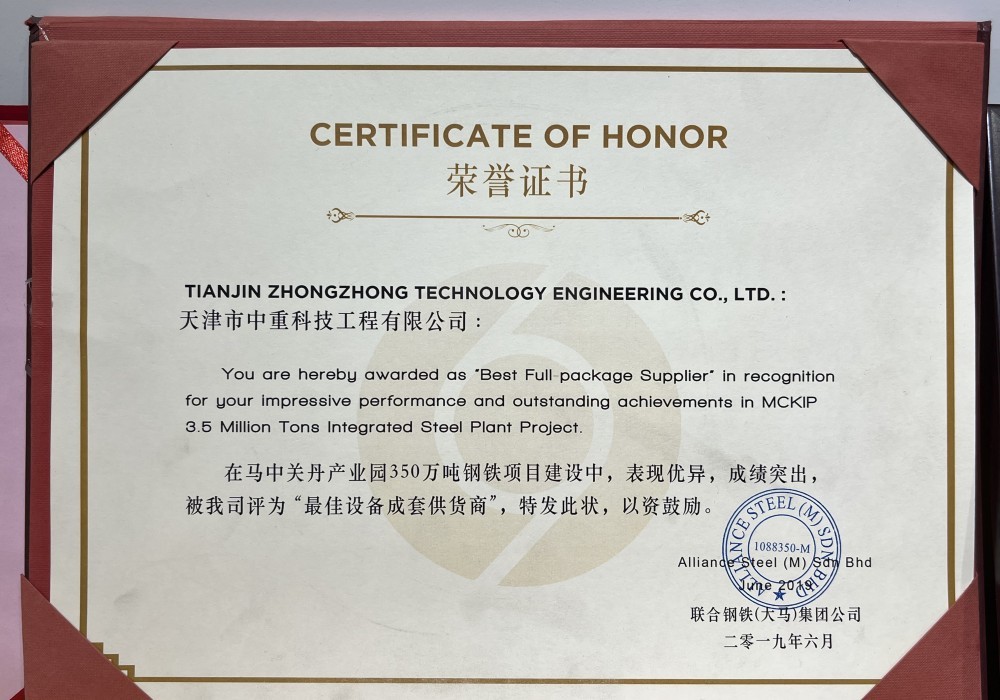 CERTIFICATE OF HONOR
荣誉证书
TIANJIN ZHONGZHONG TECHNOLOGY ENGINEERING CO., LTD. :
天津市中重科技工程有限公司：
You are hereby awarded as "Best Full-package Supplier" in recognition
for your impressive performance and outstanding achievements in MCKIP
3.5 Million Tons Integrated Steel Plant Project.
在马中关丹产业园350万吨钢铁项目建设中，表现优异，成绩突出，
被我司评为“最佳设备成套供货商”，特发此状，以资鼓励。
ALLIANCE STEEL (M) SDN BHD
1088350-M
Alliance Steel (M) Sdn Bhd
June 2019
联合钢铁(大马)集团公司
二零一九年六月